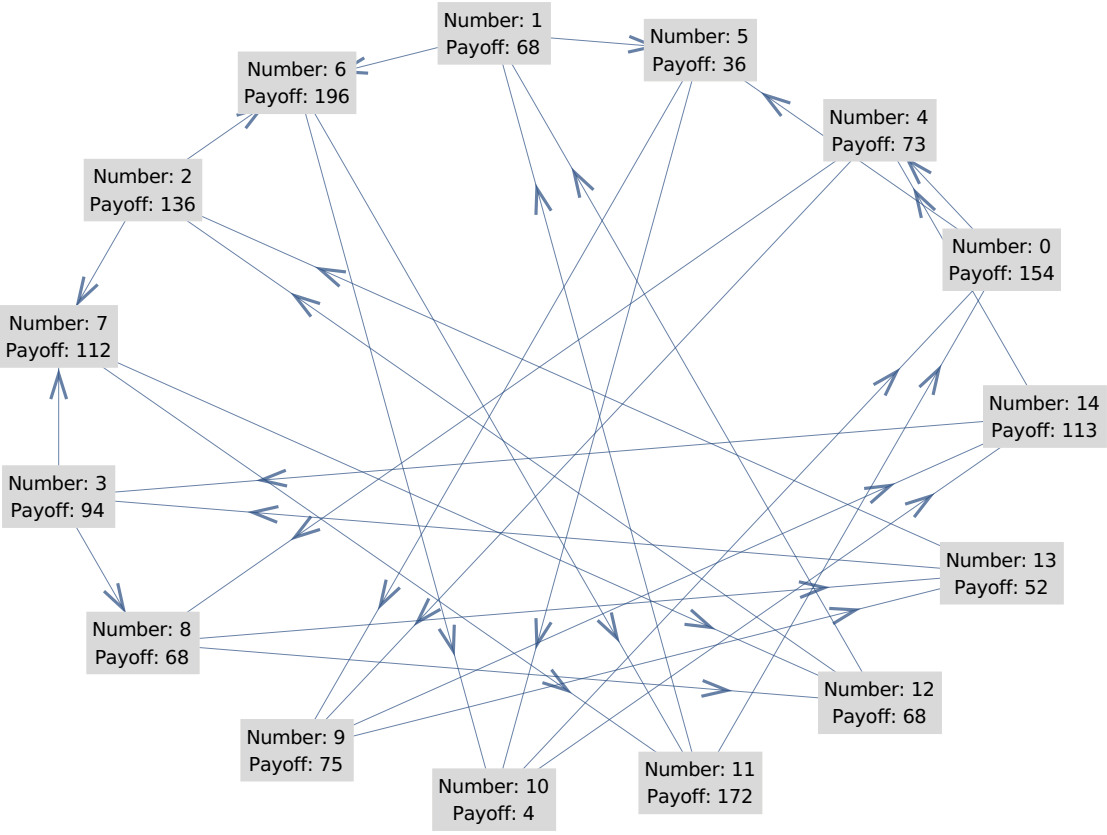 Number: 1
Payoff: 68
Number: 5
Payoff: 36
Number: 6
Payoff: 196
Number: 4
Payoff: 73
Number: 2
Payoff: 136
Number: 0
Payoff: 154
Number: 7
Payoff: 112
Number: 14
Payoff: 113
Number: 3
Payoff: 94
Number: 13
Payoff: 52
Number: 8
Payoff: 68
Number: 12
Payoff: 68
Number: 9
Payoff: 75
Number: 11
Payoff: 172
Number: 10
Payoff: 4